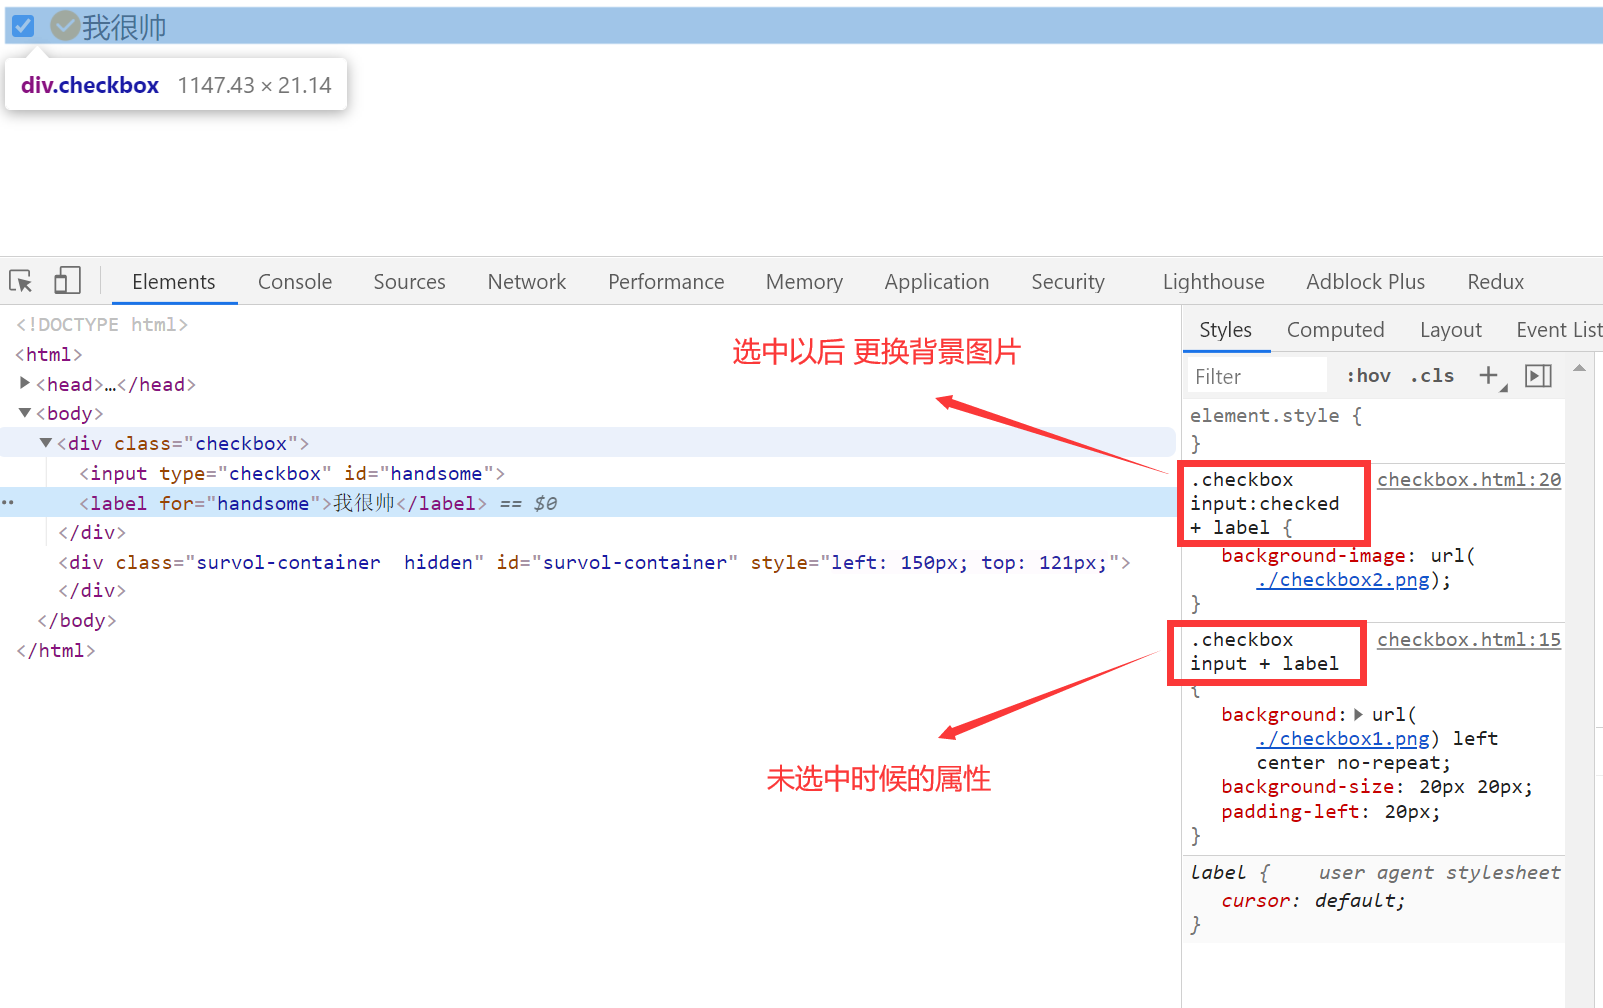 我很帅
div.checkbox 1147.43 × 21.14
Elements Console Sources Network Performance Memory Application Security Lighthouse Adblock Plus Redux
<!DOCTYPE html>
<html>
<head>…</head>
<body>
<div class="checkbox">
<input type="checkbox" id="handsome">
<label for="handsome">我很帅</label> == $0
</div>
<div class="survol-container  hidden" id="survol-container" style="left: 150px; top: 121px;">
</div>
</body>
</html>
选中以后 更换背景图片
未选中时候的属性
Styles Computed Layout Event List
Filter :hov .cls +
element.style {
}
.checkbox checkbox.html:20
input:checked
+ label {
background-image: url(
./checkbox2.png);
}
.checkbox checkbox.html:15
input + label
{
background: url(
./checkbox1.png) left
center no-repeat;
background-size: 20px 20px;
padding-left: 20px;
}
label { user agent stylesheet
cursor: default;
}